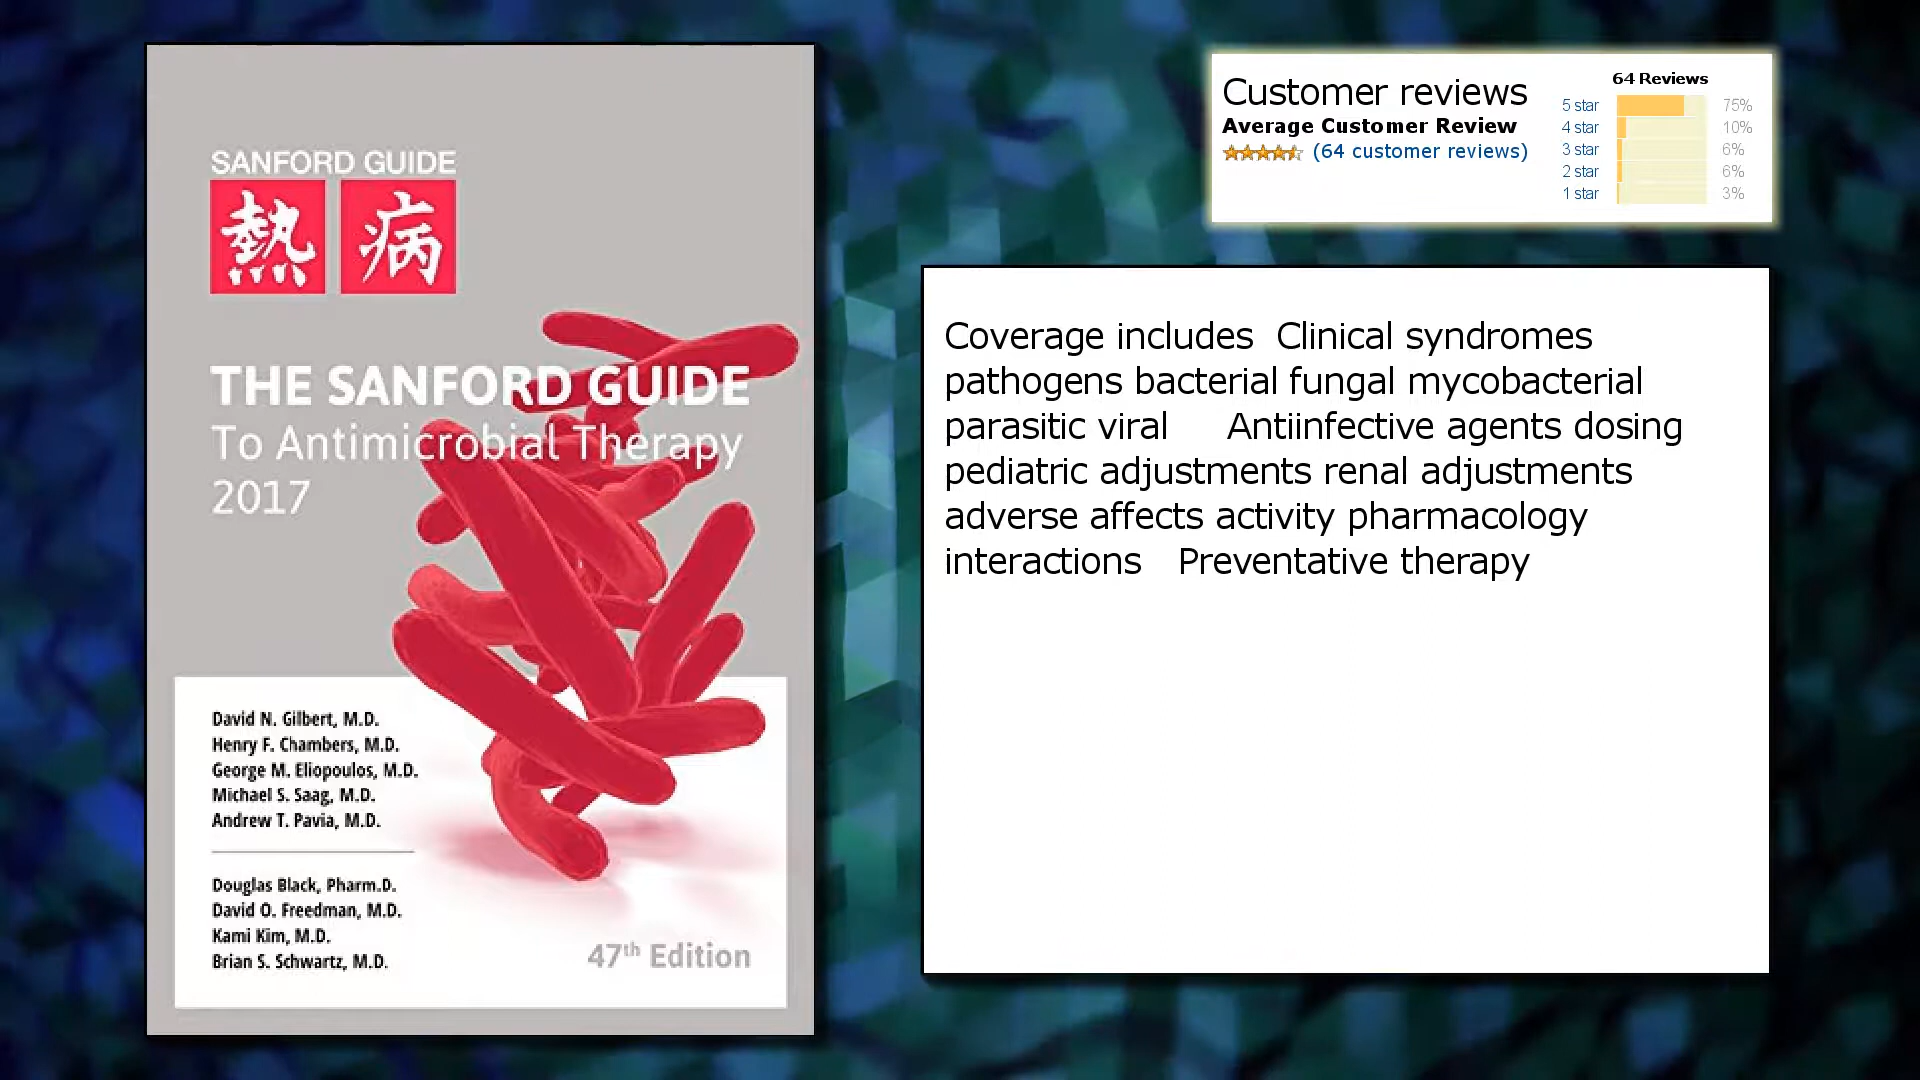 SANFORD GUIDE
熱病
THE SANFORD GUIDE
To Antimicrobial Therapy
2017
David N. Gilbert, M.D.
Henry F. Chambers, M.D.
George M. Eliopoulos, M.D.
Michael S. Saag, M.D.
Andrew T. Pavia, M.D.
Douglas Black, Pharm.D.
David O. Freedman, M.D.
Kami Kim, M.D.
Brian S. Schwartz, M.D.
47th Edition
Customer reviews
Average Customer Review
(64 customer reviews)
64 Reviews
5 star 75%
4 star 10%
3 star 6%
2 star 6%
1 star 3%
Coverage includes Clinical syndromes
pathogens bacterial fungal mycobacterial
parasitic viral Antiinfective agents dosing
pediatric adjustments renal adjustments
adverse affects activity pharmacology
interactions Preventative therapy